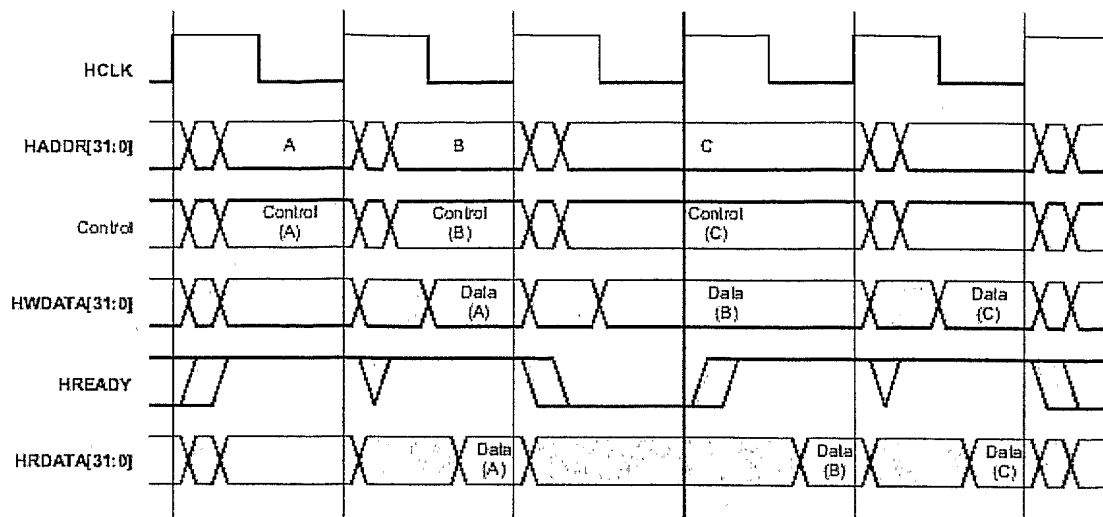 HCLK
HADDR[31:0]
A
B
C
Control
Control
(A)
Control
(B)
Control
(C)
HWDATA[31:0]
Data
(A)
Data
(B)
Data
(C)
HREADY
HRDATA[31:0]
Data
(A)
Data
(B)
Data
(C)